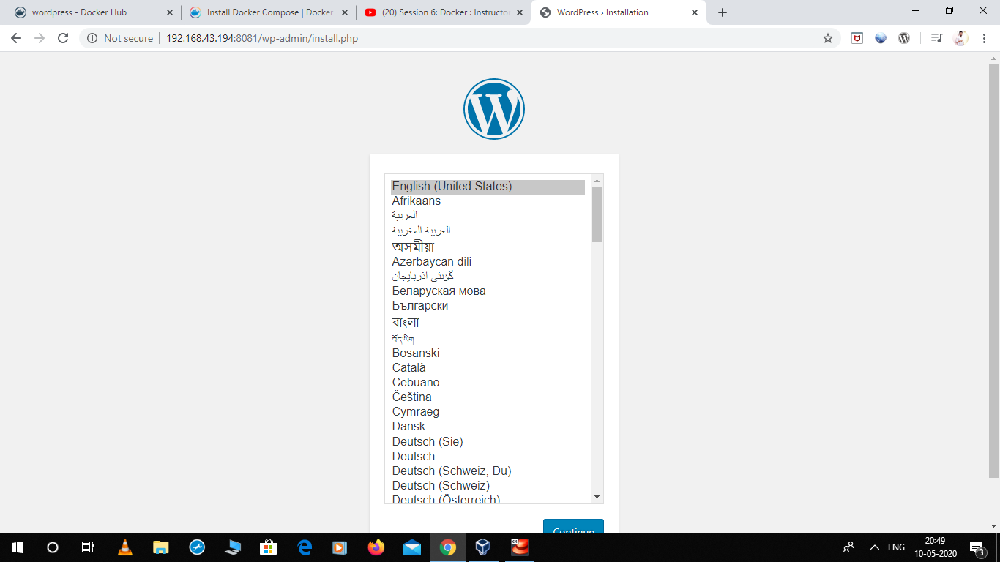 wordpress - Docker Hub
Install Docker Compose | Docker
(20) Session 6: Docker : Instructo
WordPress › Installation
Not secure
192.168.43.194:8081/wp-admin/install.php
English (United States)
Afrikaans
العربية
العربية المغربية
অসমীয়া
Azərbaycan dili
گؤنئی آذربایجان
Беларуская мова
Български
বাংলা
བོད་ཡིག
Bosanski
Català
Cebuano
Čeština
Cymraeg
Dansk
Deutsch (Sie)
Deutsch
Deutsch (Schweiz, Du)
Deutsch (Schweiz)
Deutsch (Österreich)
Continue
ENG
20:49
10-05-2020
3